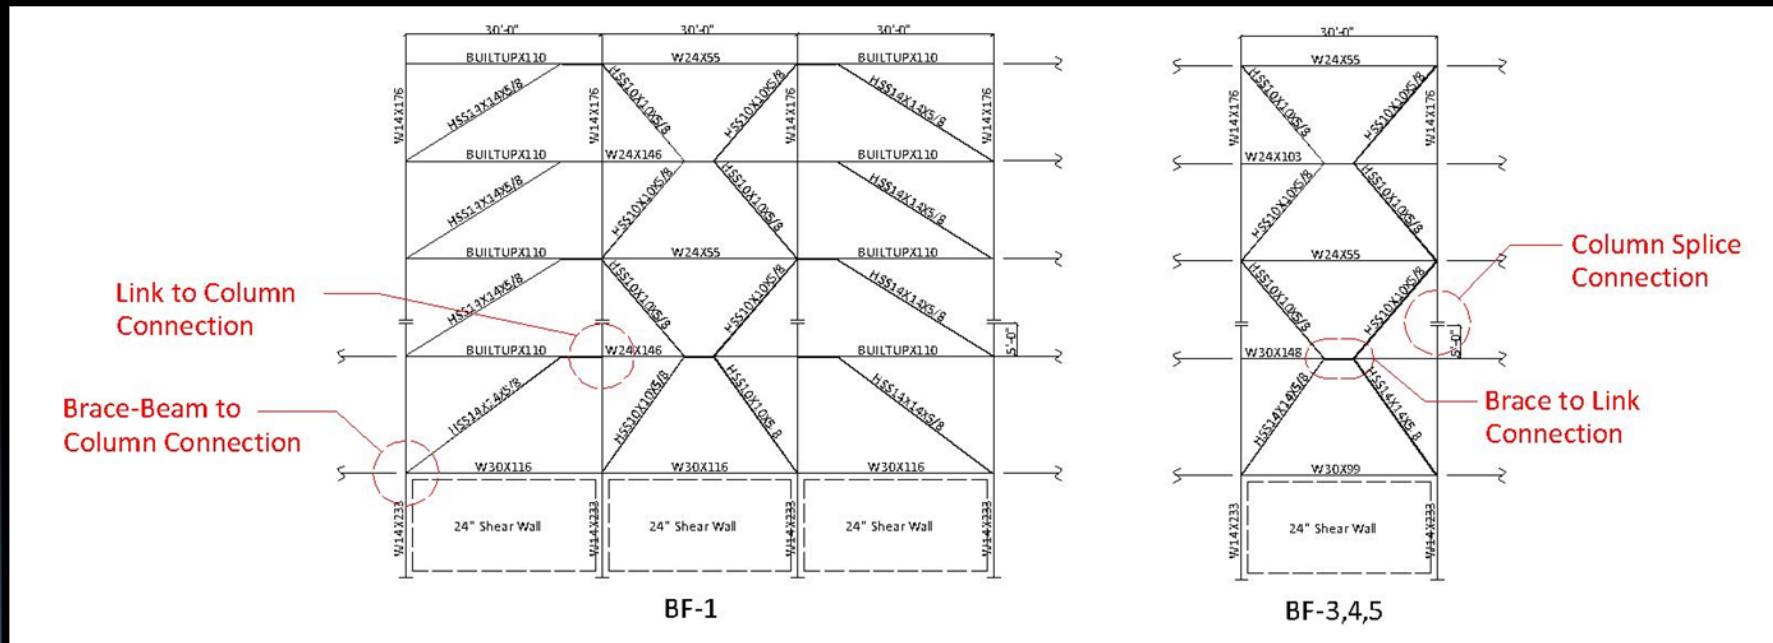 30'-0" 30'-0" 30'-0" 30'-0"
BUILTUPX110 W24X55 BUILTUPX110 W24X55
HSS14X14X5/8 HSS10X10X5/8 HSS10X10X5/8 HSS14X14X5/8 HSS10X10X5/8 HSS10X10X5/8
W14X176 W14X176 W14X176 W14X176 W14X176 W14X176
BUILTUPX110 W24X146 BUILTUPX110 W24X103
HSS14X14X5/8 HSS10X10X5/8 HSS10X10X5/8 HSS14X14X5/8 HSS10X10X5/8 HSS10X10X5/8
BUILTUPX110 W24X55 BUILTUPX110 W24X55
Column Splice
Connection
HSS14X14X5/8 HSS10X10X5/8 HSS10X10X5/8 HSS14X14X5/8 HSS10X10X5/8 HSS10X10X5/8
Link to Column
Connection
5'-0" 5'-0"
BUILTUPX110 W24X146 BUILTUPX110 W30X148
HSS14X14X5/8 HSS10X10X5/8 HSS10X10X5/8 HSS14X14X5/8 HSS14X14X5/8 HSS14X14X5/8
Brace-Beam to
Column Connection
Brace to Link
Connection
W30X116 W30X116 W30X116 W30X99
W14X233 24" Shear Wall W14X233 24" Shear Wall W14X233 24" Shear Wall W14X233 W14X233 24" Shear Wall W14X233
BF-1 BF-3,4,5